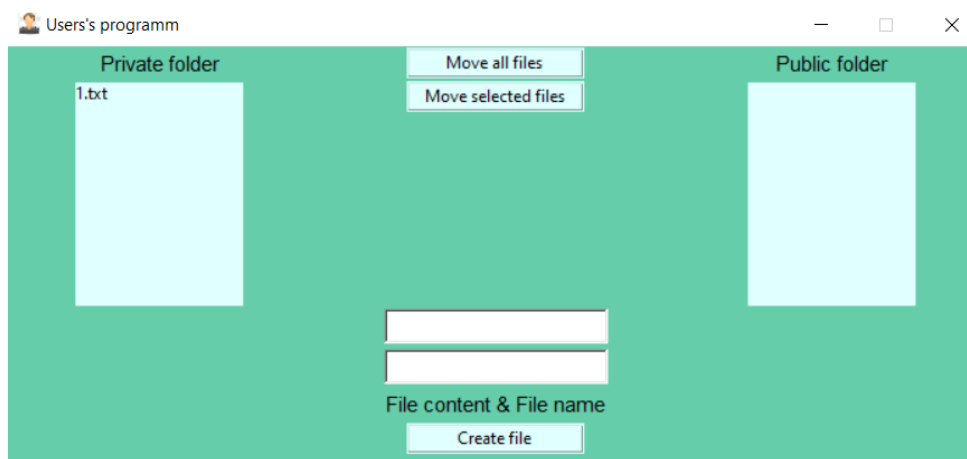 Users's programm
Private folder
Move all files
Public folder
1.txt
Move selected files
File content & File name
Create file